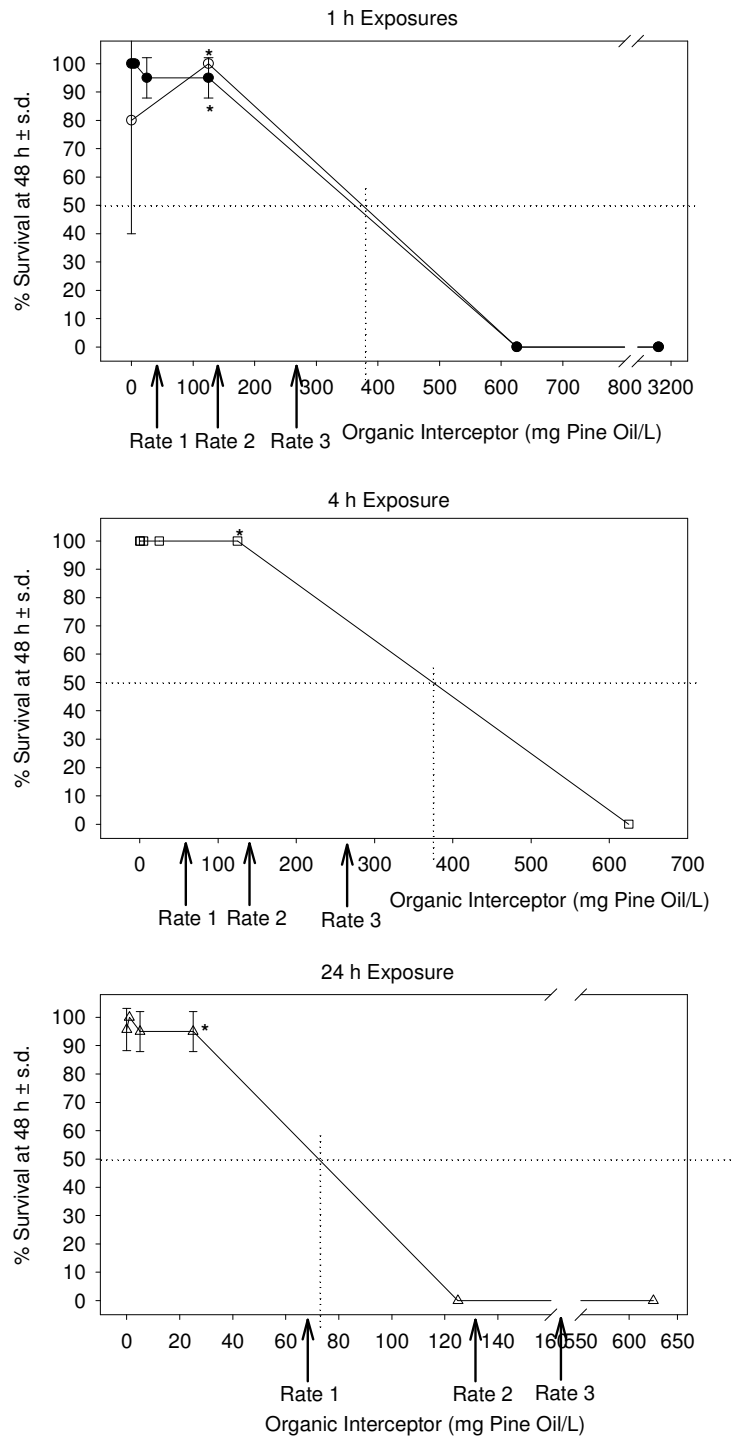 1 h Exposures
*
*
% Survival at 48 h ± s.d.
100
90
80
70
60
50
40
30
20
10
0
0 100 200 300 400 500 600 700 800 3200
Rate 1 Rate 2 Rate 3 Organic Interceptor (mg Pine Oil/L)
4 h Exposure
*
% Survival at 48 h ± s.d.
100
90
80
70
60
50
40
30
20
10
0
0 100 200 300 400 500 600 700
Rate 1 Rate 2 Rate 3 Organic Interceptor (mg Pine Oil/L)
24 h Exposure
*
% Survival at 48 h ± s.d.
100
90
80
70
60
50
40
30
20
10
0
0 20 40 60 80 100 120 140 160 550 600 650
Rate 1 Rate 2 Rate 3
Organic Interceptor (mg Pine Oil/L)